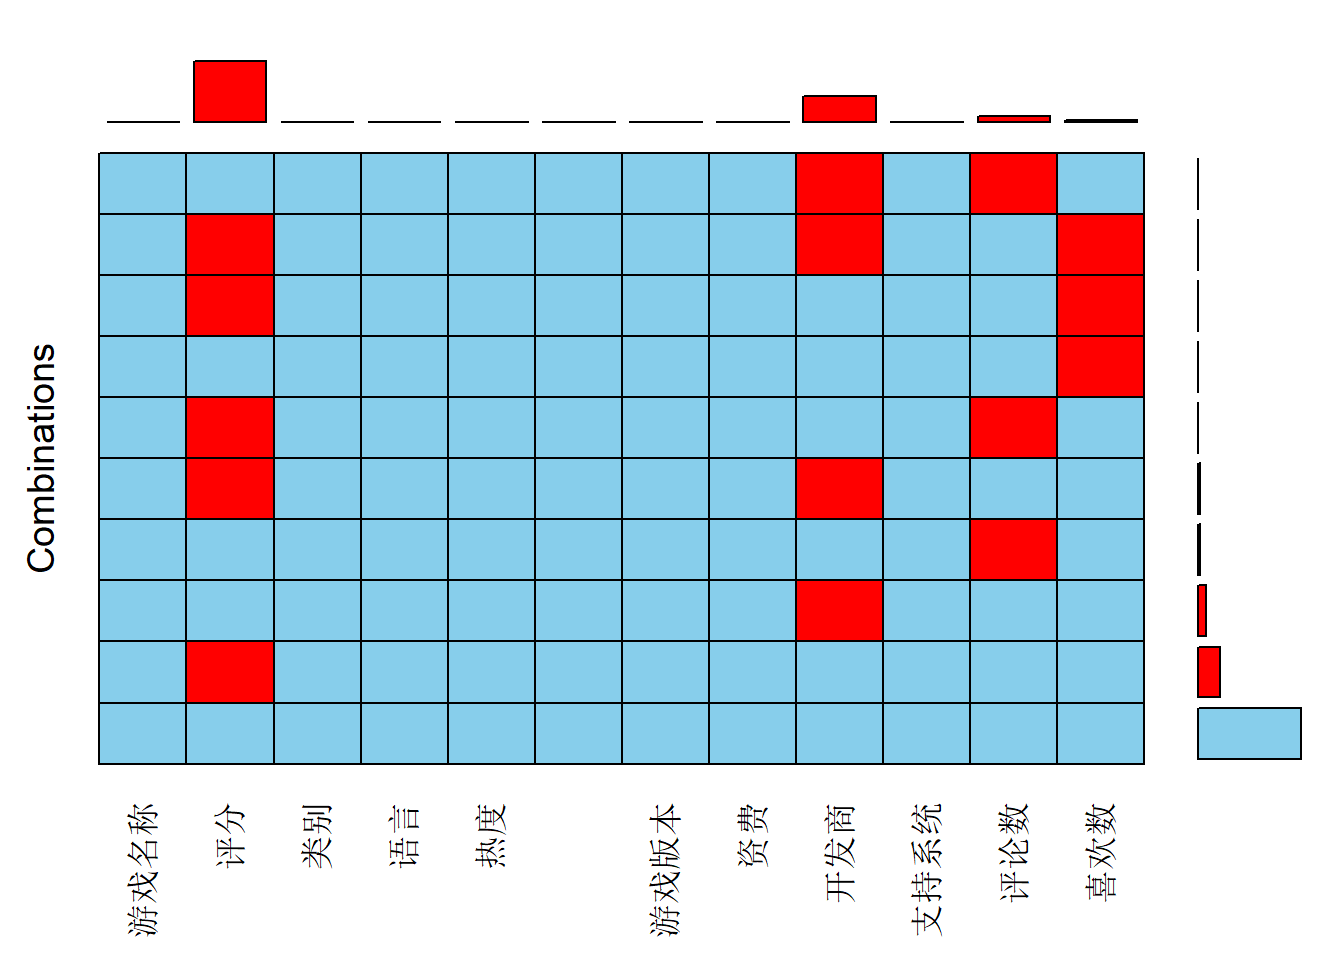 Combinations
游戏名称
评分
类别
语言
热度
游戏版本
资费
开发商
支持系统
评论数
喜欢数